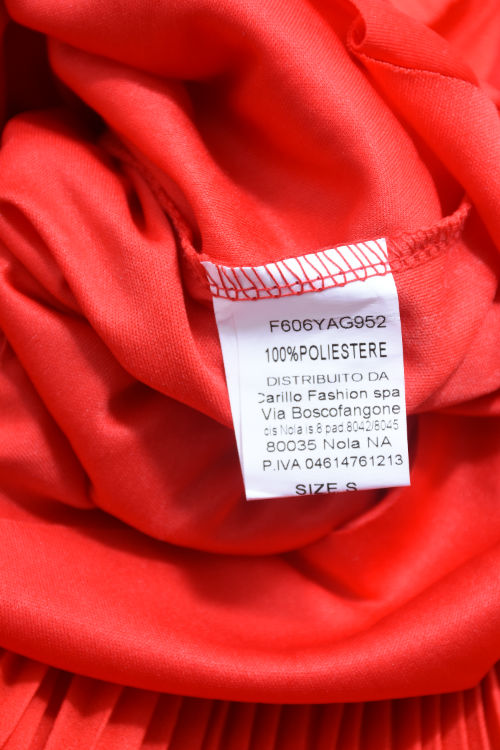 F606YAG952
100%POLIESTERE
DISTRIBUITO DA
Carillo Fashion spa
Via Boscofangone
cis Nola is 8 pad 8042/8045
80035 Nola NA
P.IVA 04614761213
SIZE S